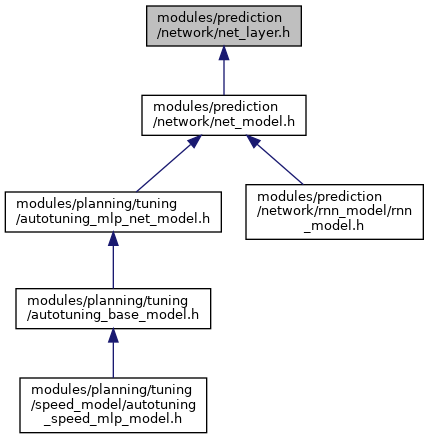 modules/prediction
/network/net_layer.h
modules/prediction
/network/net_model.h
modules/planning/tuning
/autotuning_mlp_net_model.h
modules/prediction
/network/rnn_model/rnn
_model.h
modules/planning/tuning
/autotuning_base_model.h
modules/planning/tuning
/speed_model/autotuning
_speed_mlp_model.h